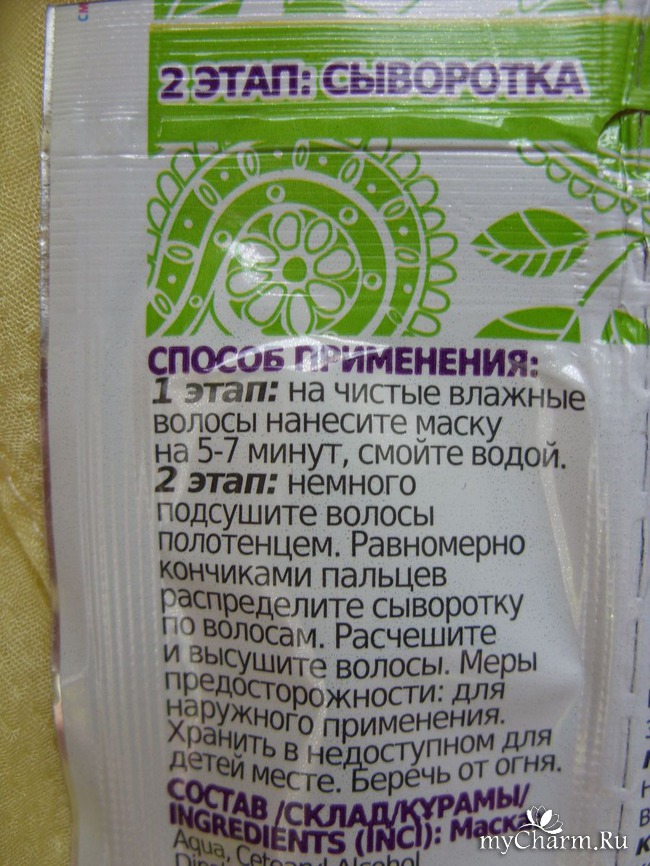 2 ЭТАП: СЫВОРОТКА
СПОСОБ ПРИМЕНЕНИЯ:
1 этап: на чистые влажные
волосы нанесите маску
на 5-7 минут, смойте водой.
2 этап: немного
подсушите волосы
полотенцем. Равномерно
кончиками пальцев
распределите сыворотку
по волосам. Расчешите
и высушите волосы. Меры
предосторожности: для
наружного применения.
Хранить в недоступном для
детей месте. Беречь от огня.
СОСТАВ /СКЛАД/ҚҰРАМЫ/
INGREDIENTS (INCI): Маска
Aqua, Cetearyl Alcohol
myCharm.Ru